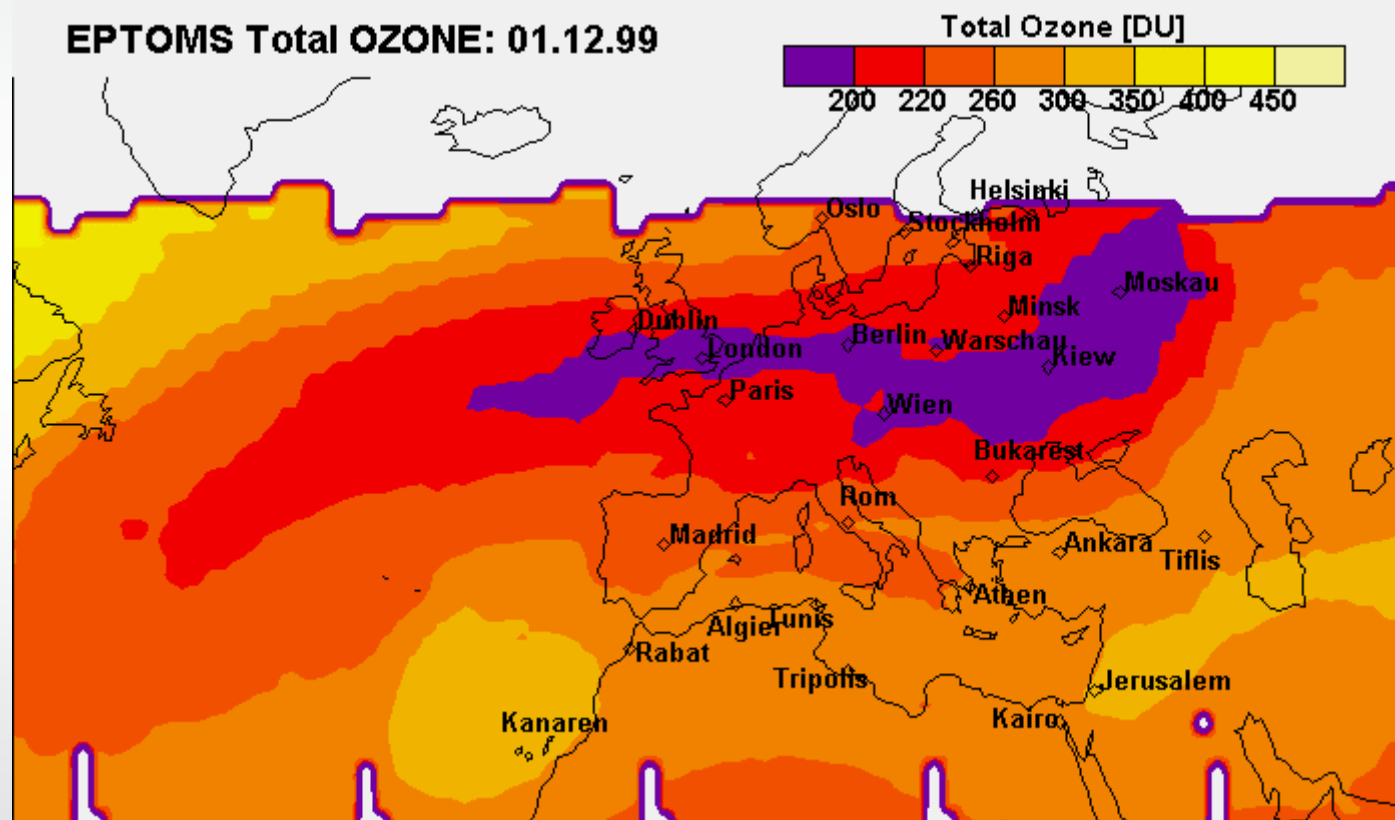 EPTOMS Total OZONE: 01.12.99
Total Ozone [DU]
200 220 260 300 350 400 450
Helsinki
Oslo
Stockholm
Riga
Moskau
Minsk
Dublin
Berlin
Warschau
London
Kiew
Paris
Wien
Bukarest
Rom
Madrid
Ankara
Tiflis
Athen
Algier
Tunis
Rabat
Tripolis
Jerusalem
Kanaren
Kairo